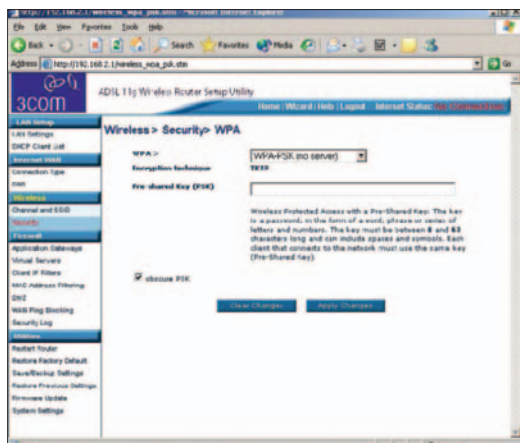 http://192.168.2.1/wireless_wpa_psk.stm - Microsoft Internet Explorer
File Edit View Favorites Tools Help
Back Search Favorites Media
Address http://192.168.2.1/wireless_wpa_psk.stm Go
3COM
ADSL 11g Wireless Router Setup Utility
Home | Wizard | Help | Logout Internet Status:
LAN Setup
LAN Settings
DHCP Client List
Internet WAN
Connection Type
DNS
Wireless
Channel and SSID
Security
Firewall
Application Gateways
Virtual Servers
Client IP Filters
MAC Address Filtering
DMZ
WAN Ping Blocking
Security Log
Utilities
Restart Router
Restore Factory Default
Save/Backup Settings
Restore Previous Settings
Firmware Update
System Settings
Wireless > Security> WPA
WPA >
WPA-PSK (no server)
Encryption technique
TKIP
Pre-shared Key (PSK)
Wireless Protected Access with a Pre-Shared Key: The key
is a password, in the form of a word, phrase or series of
letters and numbers. The key must be between 8 and 63
characters long and can include spaces and symbols. Each
client that connects to the network must use the same key
(Pre-Shared Key).
obscure PSK
Clear Changes Apply Changes